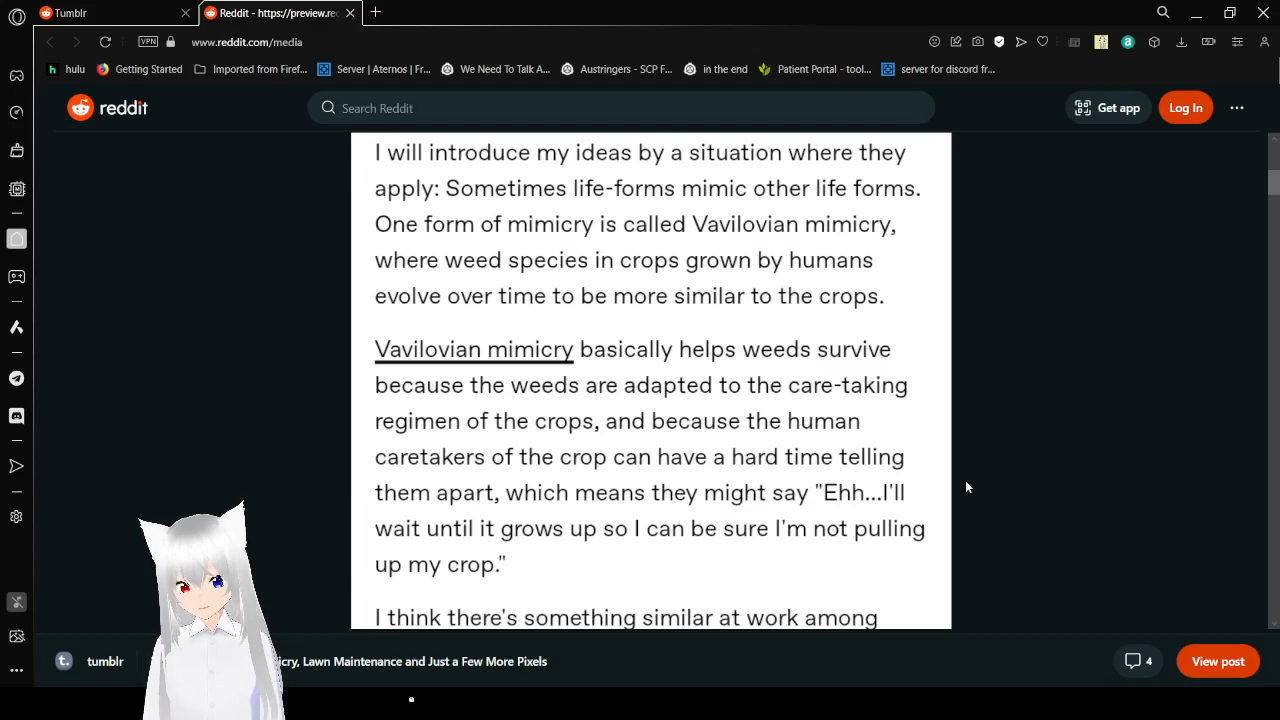 Tumblr
Reddit - https://preview.rec
VPN
www.reddit.com/media
hulu
Getting Started
Imported from Firef...
Server | Aternos | Fr...
We Need To Talk A...
Austringers - SCP F...
in the end
Patient Portal - tool...
server for discord fr...
reddit
Search Reddit
Get app
Log In
I will introduce my ideas by a situation where they
apply: Sometimes life-forms mimic other life forms.
One form of mimicry is called Vavilovian mimicry,
where weed species in crops grown by humans
evolve over time to be more similar to the crops.
Vavilovian mimicry basically helps weeds survive
because the weeds are adapted to the care-taking
regimen of the crops, and because the human
caretakers of the crop can have a hard time telling
them apart, which means they might say "Ehh...I'll
wait until it grows up so I can be sure I'm not pulling
up my crop."
I think there's something similar at work among
t.
tumblr
icry, Lawn Maintenance and Just a Few More Pixels
4
View post